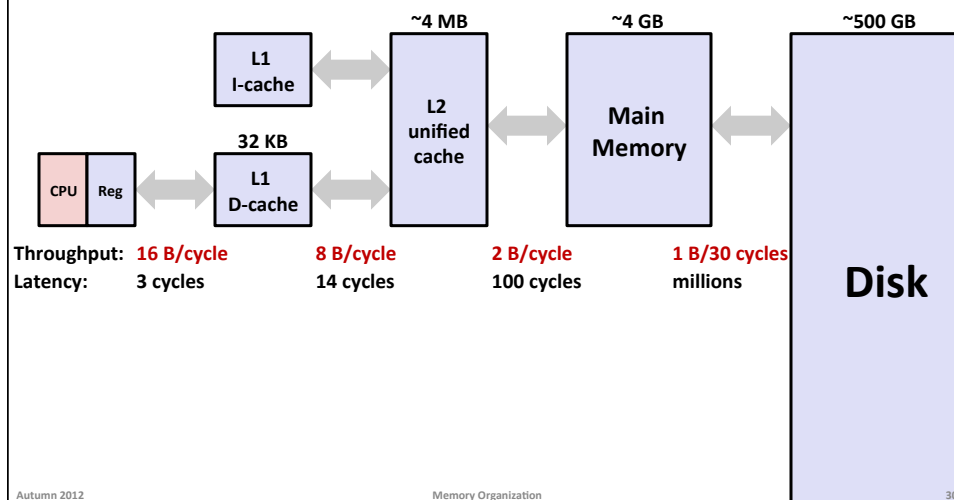 ~4 MB
~4 GB
~500 GB
L1
I-cache
L2
unified
cache
Main
Memory
32 KB
CPU
Reg
L1
D-cache
Throughput: 16 B/cycle 8 B/cycle 2 B/cycle 1 B/30 cycles
Latency: 3 cycles 14 cycles 100 cycles millions
Disk
Autumn 2012
Memory Organization